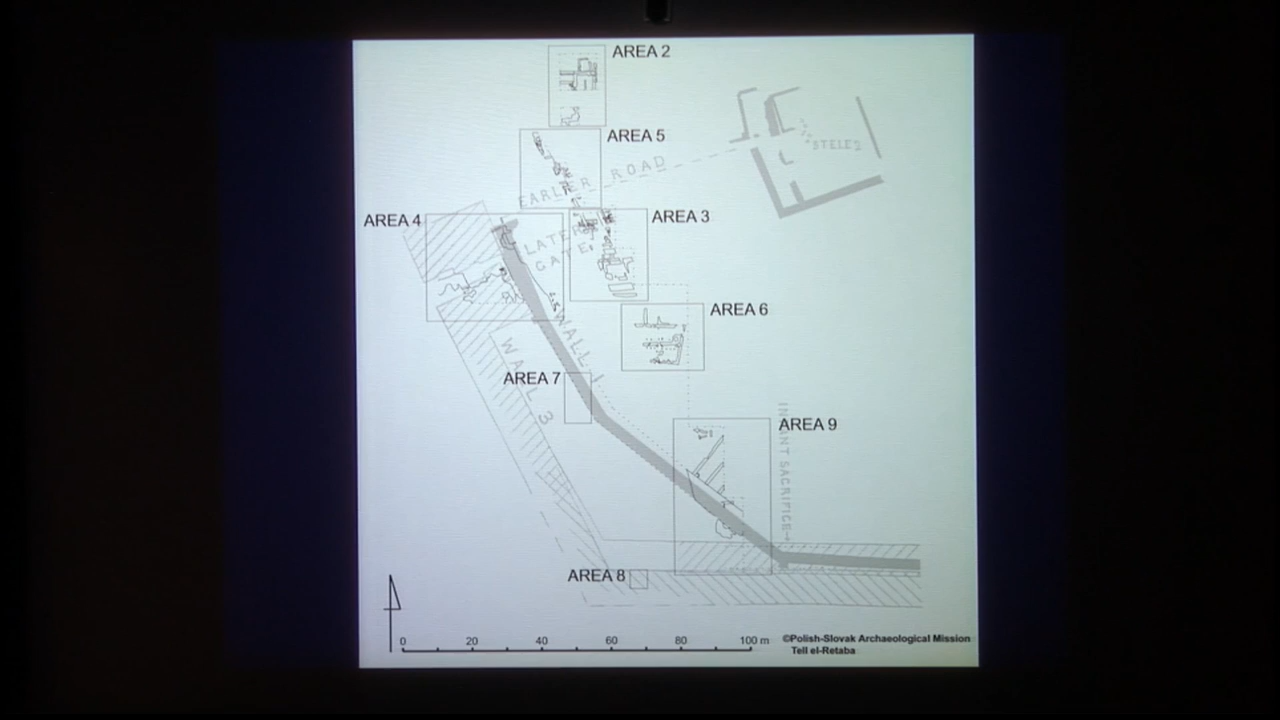 AREA 2
AREA 5
STELE 2
EARLIER ROAD
AREA 4
AREA 3
LATER
GATE
AREA 6
WALL 1
WALL 3
AREA 7
AREA 9
INFANT SACRIFICE
AREA 8
0 20 40 60 80 100 m
©Polish-Slovak Archaeological Mission
Tell el-Retaba